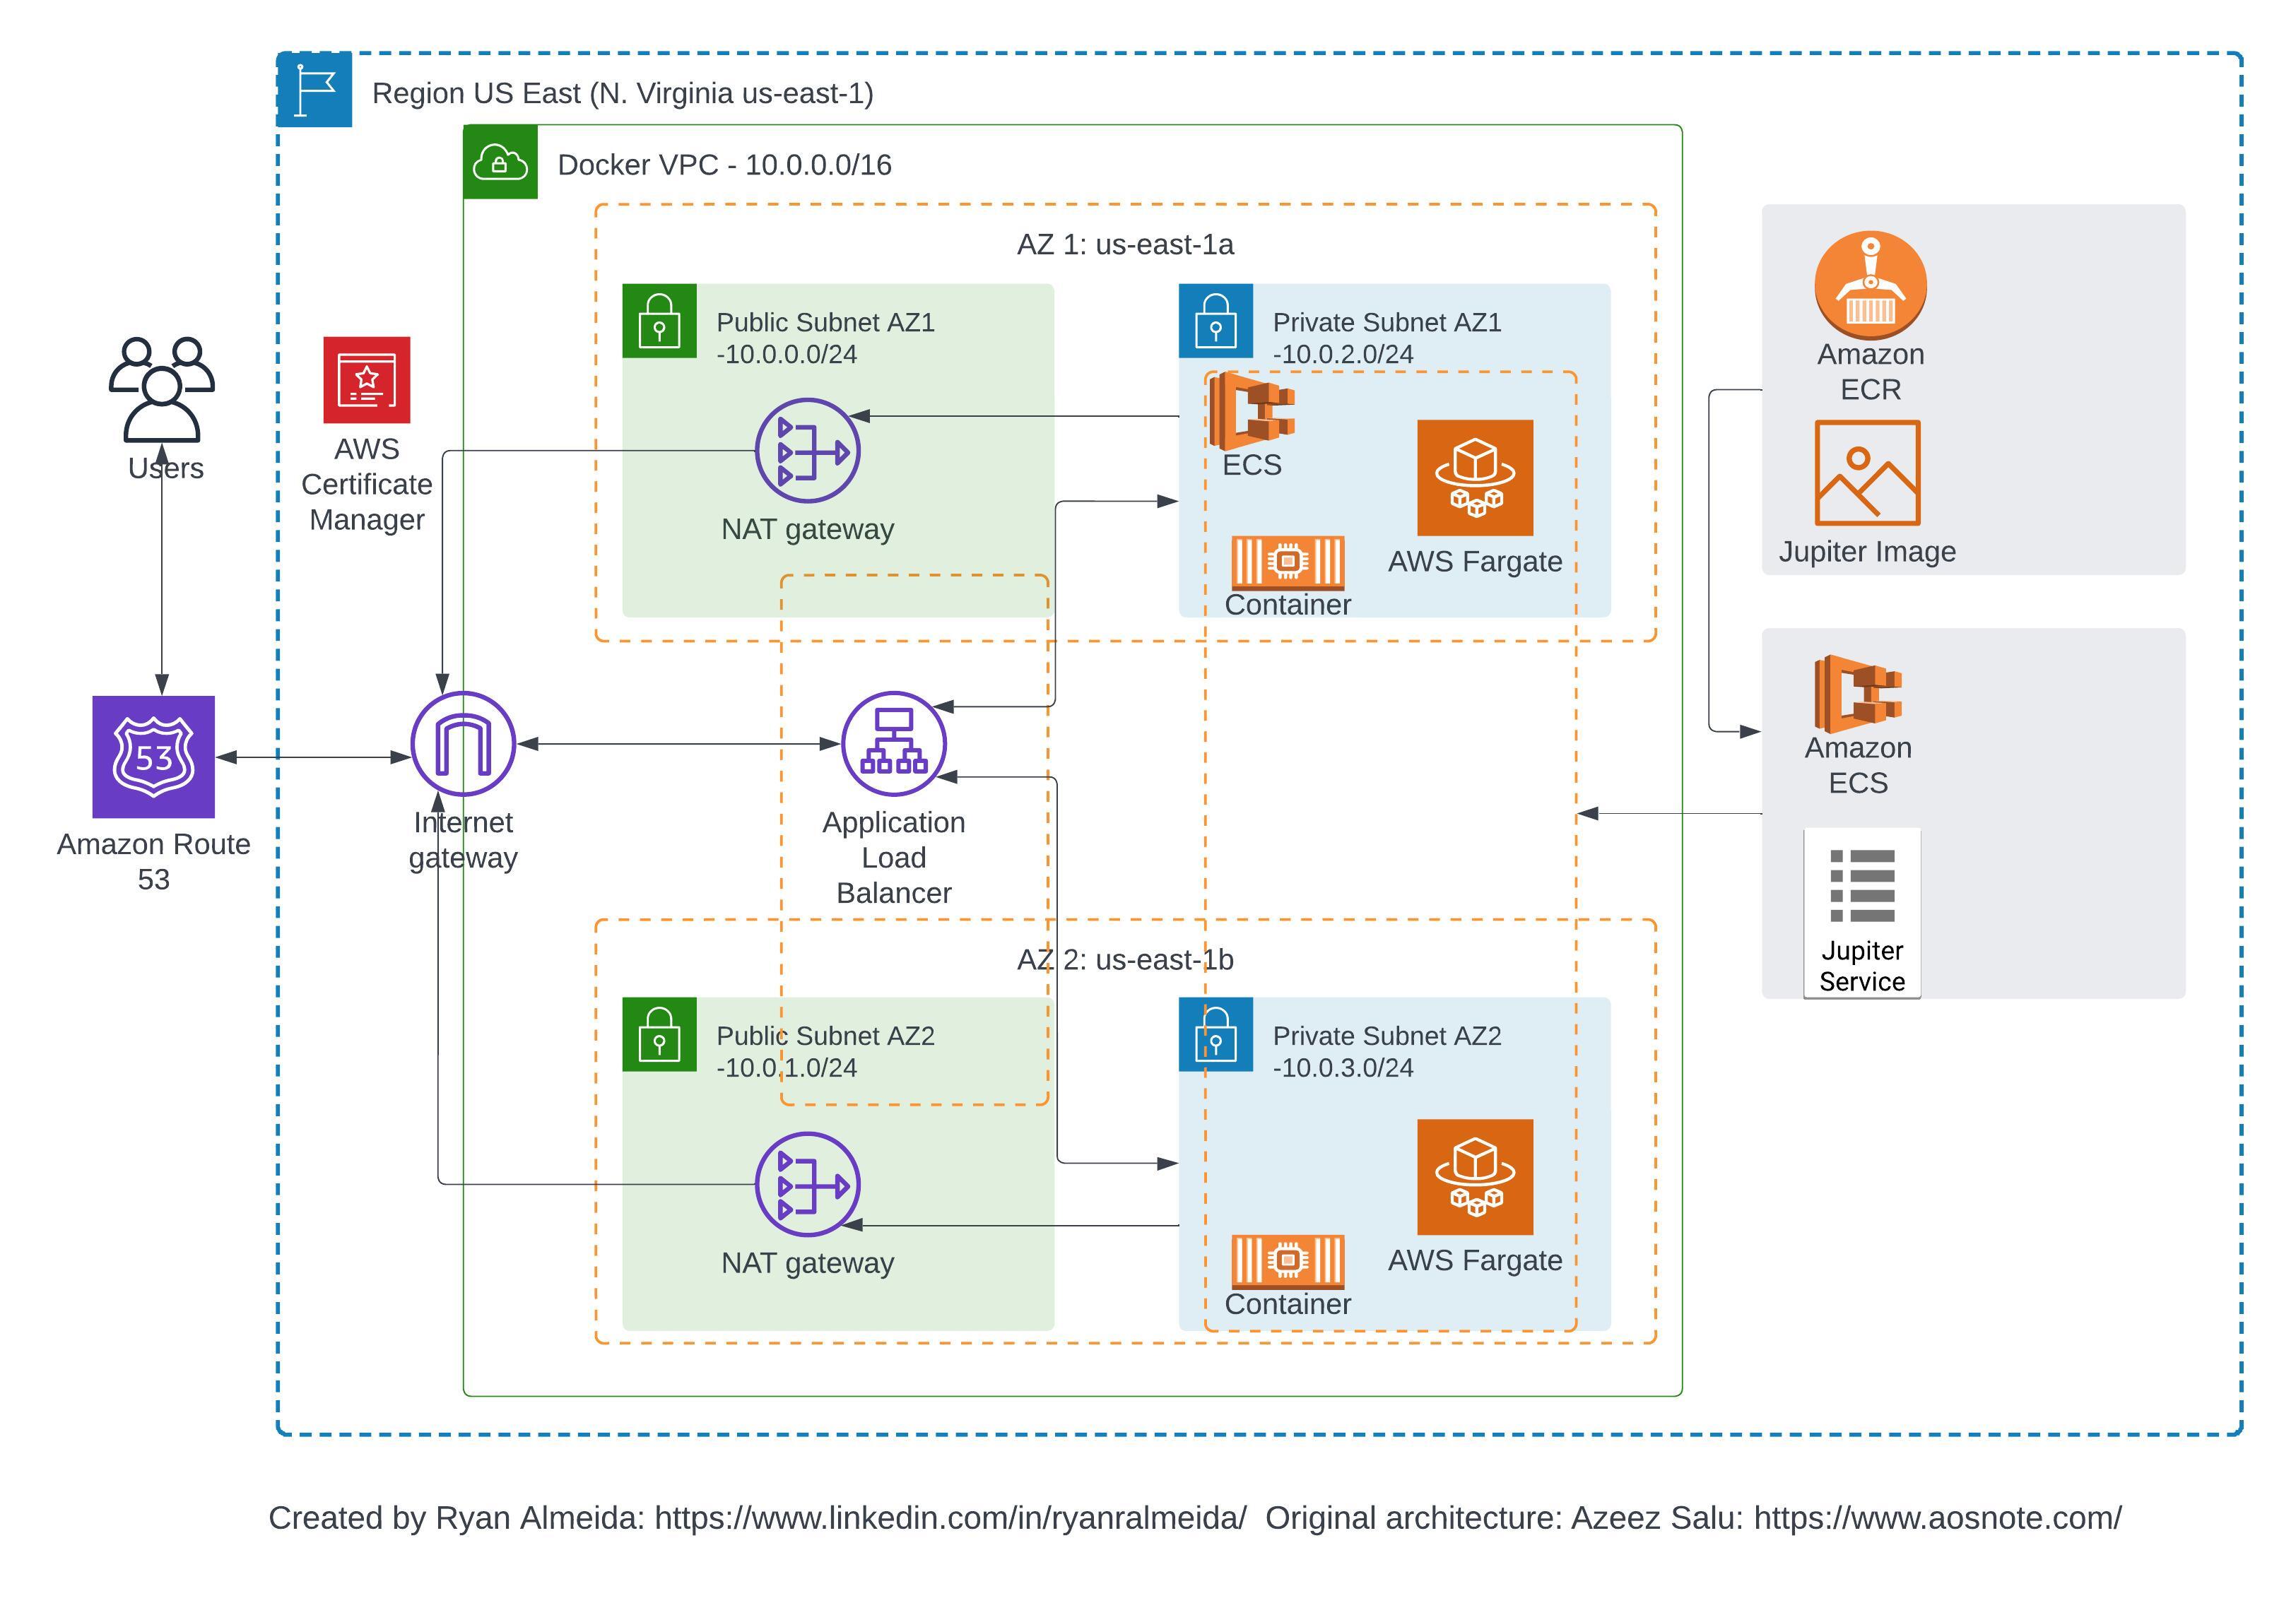 Region US East (N. Virginia us-east-1)
Docker VPC - 10.0.0.0/16
AZ 1: us-east-1a
Public Subnet AZ1
-10.0.0.0/24
Private Subnet AZ1
-10.0.2.0/24
NAT gateway
ECS
AWS Fargate
Container
Users
AWS
Certificate
Manager
Amazon
ECR
Jupiter Image
53
Amazon Route
53
Internet
gateway
Application
Load
Balancer
Amazon
ECS
Jupiter
Service
AZ 2: us-east-1b
Public Subnet AZ2
-10.0.1.0/24
Private Subnet AZ2
-10.0.3.0/24
NAT gateway
AWS Fargate
Container
Created by Ryan Almeida: https://www.linkedin.com/in/ryanralmeida/  Original architecture: Azeez Salu: https://www.aosnote.com/